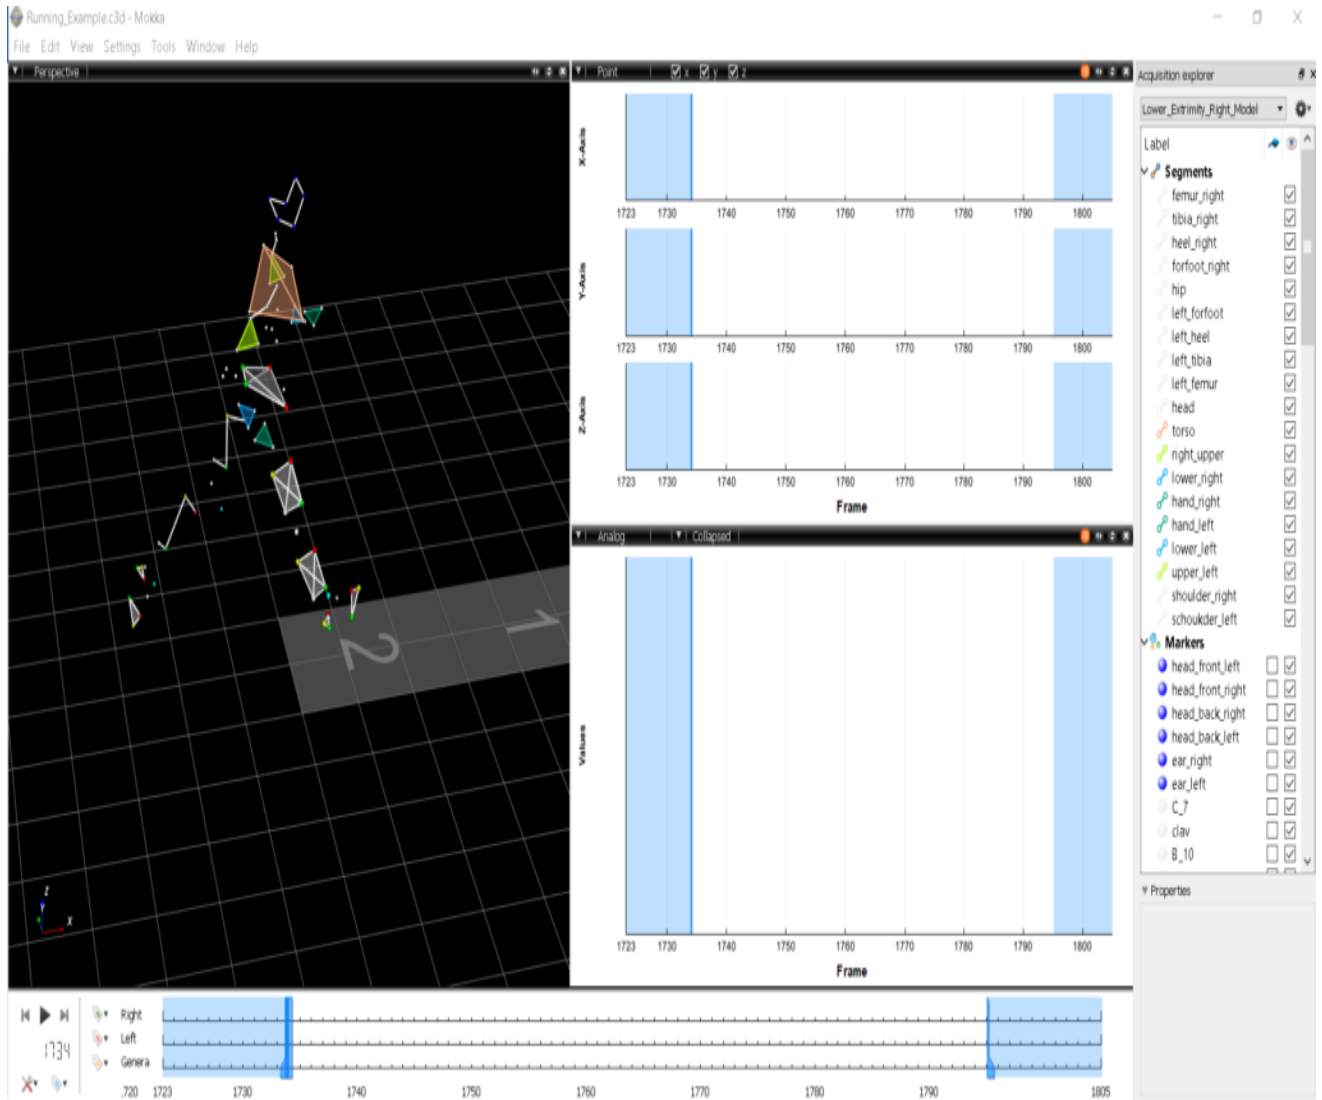 Running_Example.c3d - Mokka
File Edit View Settings Tools Window Help
Perspective
2
1
Z
X
Point x y z
X-Axis
1723 1730 1740 1750 1760 1770 1780 1790 1800
Y-Axis
1723 1730 1740 1750 1760 1770 1780 1790 1800
Z-Axis
1723 1730 1740 1750 1760 1770 1780 1790 1800
Frame
Analog Collapsed
Values
1723 1730 1740 1750 1760 1770 1780 1790 1800
Frame
Acquisition explorer
Lower_Extrimity_Right_Model
Label
Segments
femur_right
tibia_right
heel_right
forfoot_right
hip
left_forfoot
left_heel
left_tibia
left_femur
head
torso
right_upper
lower_right
hand_right
hand_left
lower_left
upper_left
shoulder_right
schoukder_left
Markers
head_front_left
head_front_right
head_back_right
head_back_left
ear_right
ear_left
C_7
clav
B_10
Properties
Right
Left
Genera
1734
.720 1723 1730 1740 1750 1760 1770 1780 1790 1805